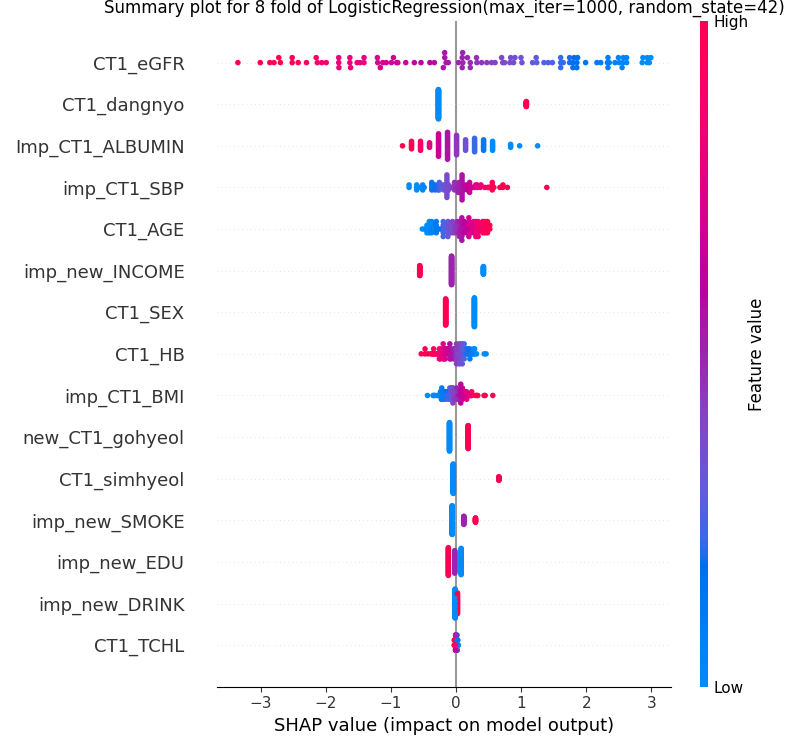 Summary plot for 8 fold of LogisticRegression(max_iter=1000, random_state=42)
High
CT1_eGFR
CT1_dangnyo
Imp_CT1_ALBUMIN
imp_CT1_SBP
CT1_AGE
imp_new_INCOME
CT1_SEX
CT1_HB
imp_CT1_BMI
new_CT1_gohyeol
CT1_simhyeol
imp_new_SMOKE
imp_new_EDU
imp_new_DRINK
CT1_TCHL
Feature value
Low
−3 −2 −1 0 1 2 3
SHAP value (impact on model output)